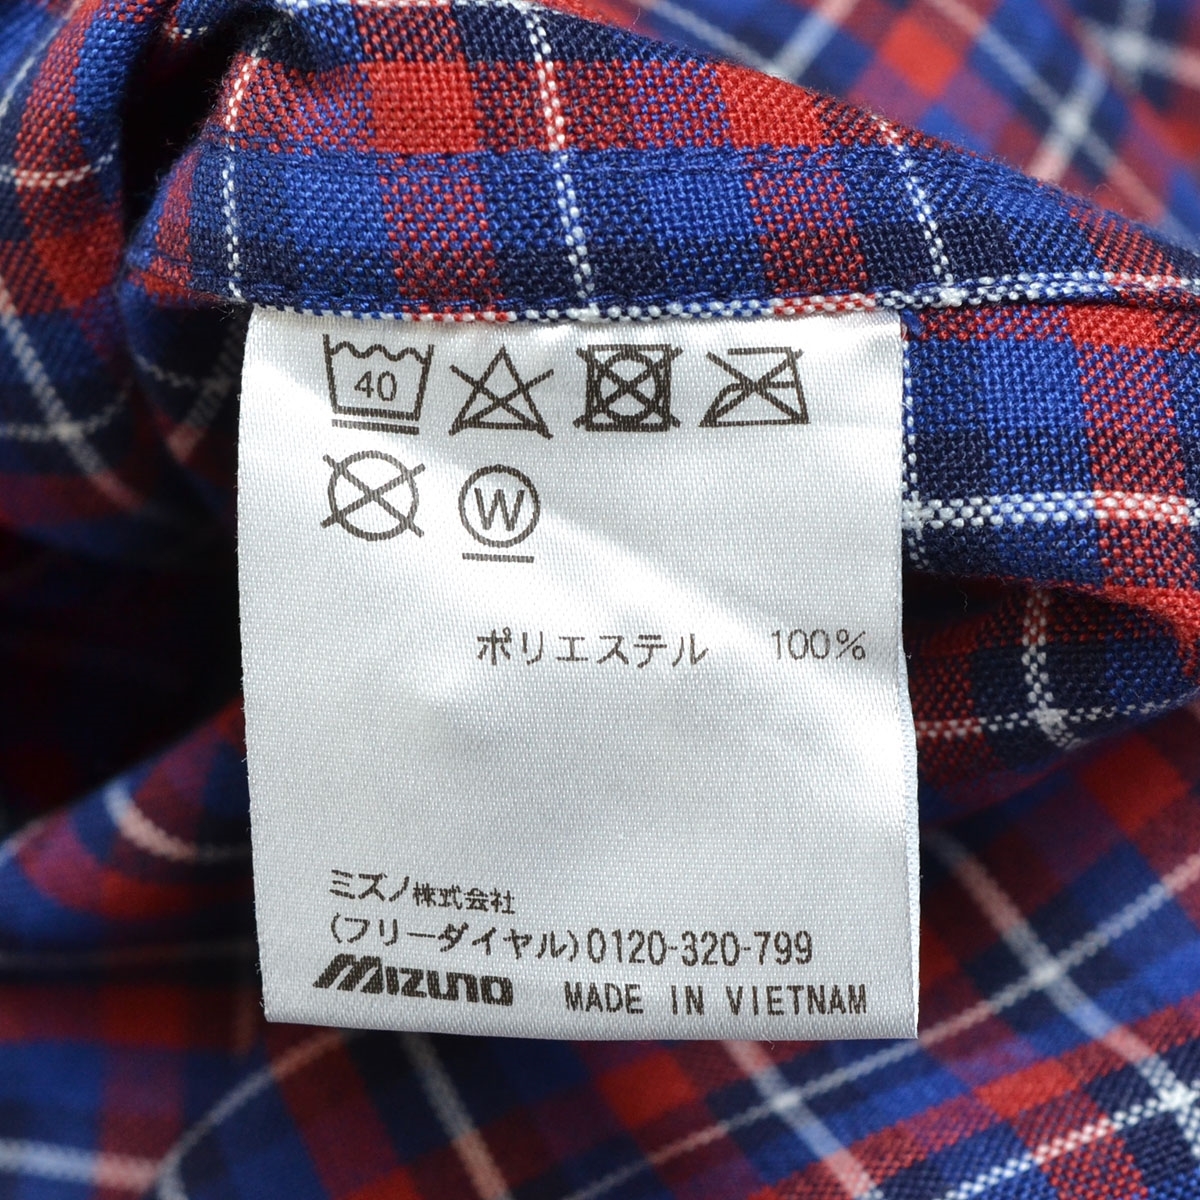 40
W
ポリエステル 100%
ミズノ株式会社
(フリーダイヤル)0120-320-799
MIZUNO MADE IN VIETNAM